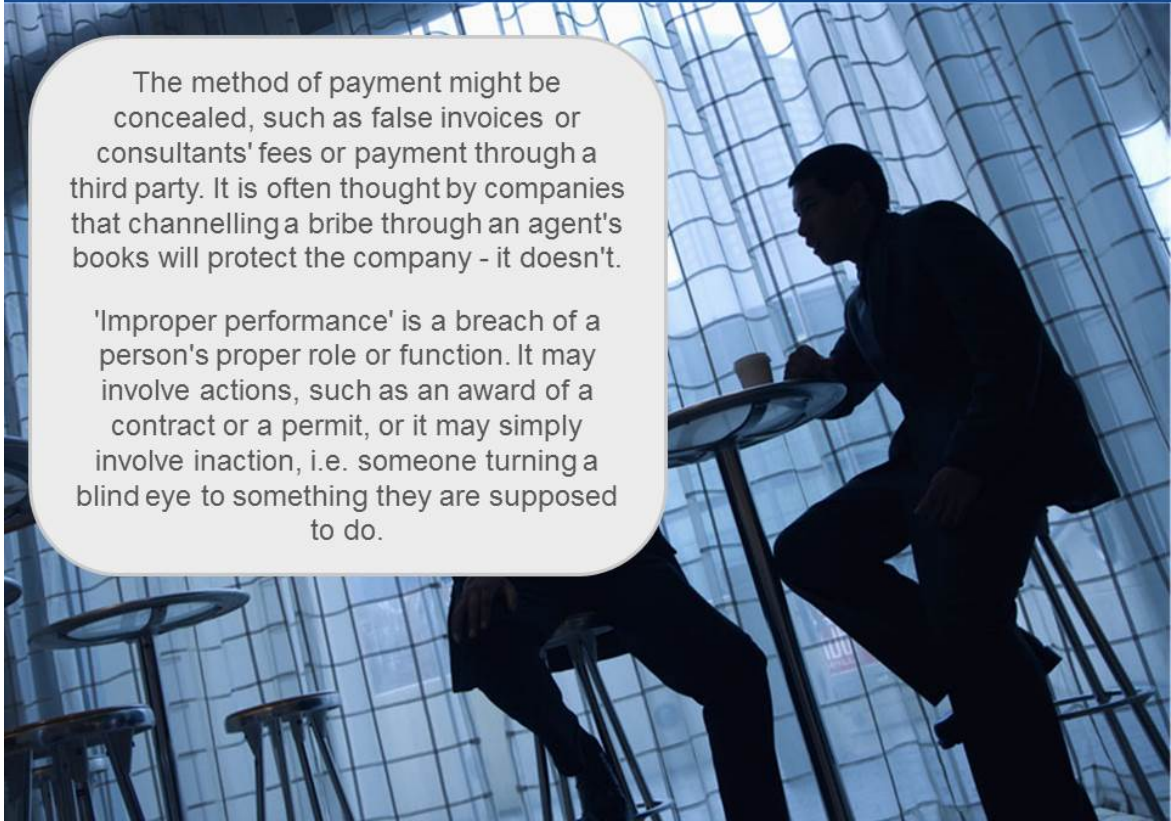 The method of payment might be
concealed, such as false invoices or
consultants' fees or payment through a
third party. It is often thought by companies
that channelling a bribe through an agent's
books will protect the company - it doesn't.
'Improper performance' is a breach of a
person's proper role or function. It may
involve actions, such as an award of a
contract or a permit, or it may simply
involve inaction, i.e. someone turning a
blind eye to something they are supposed
to do.